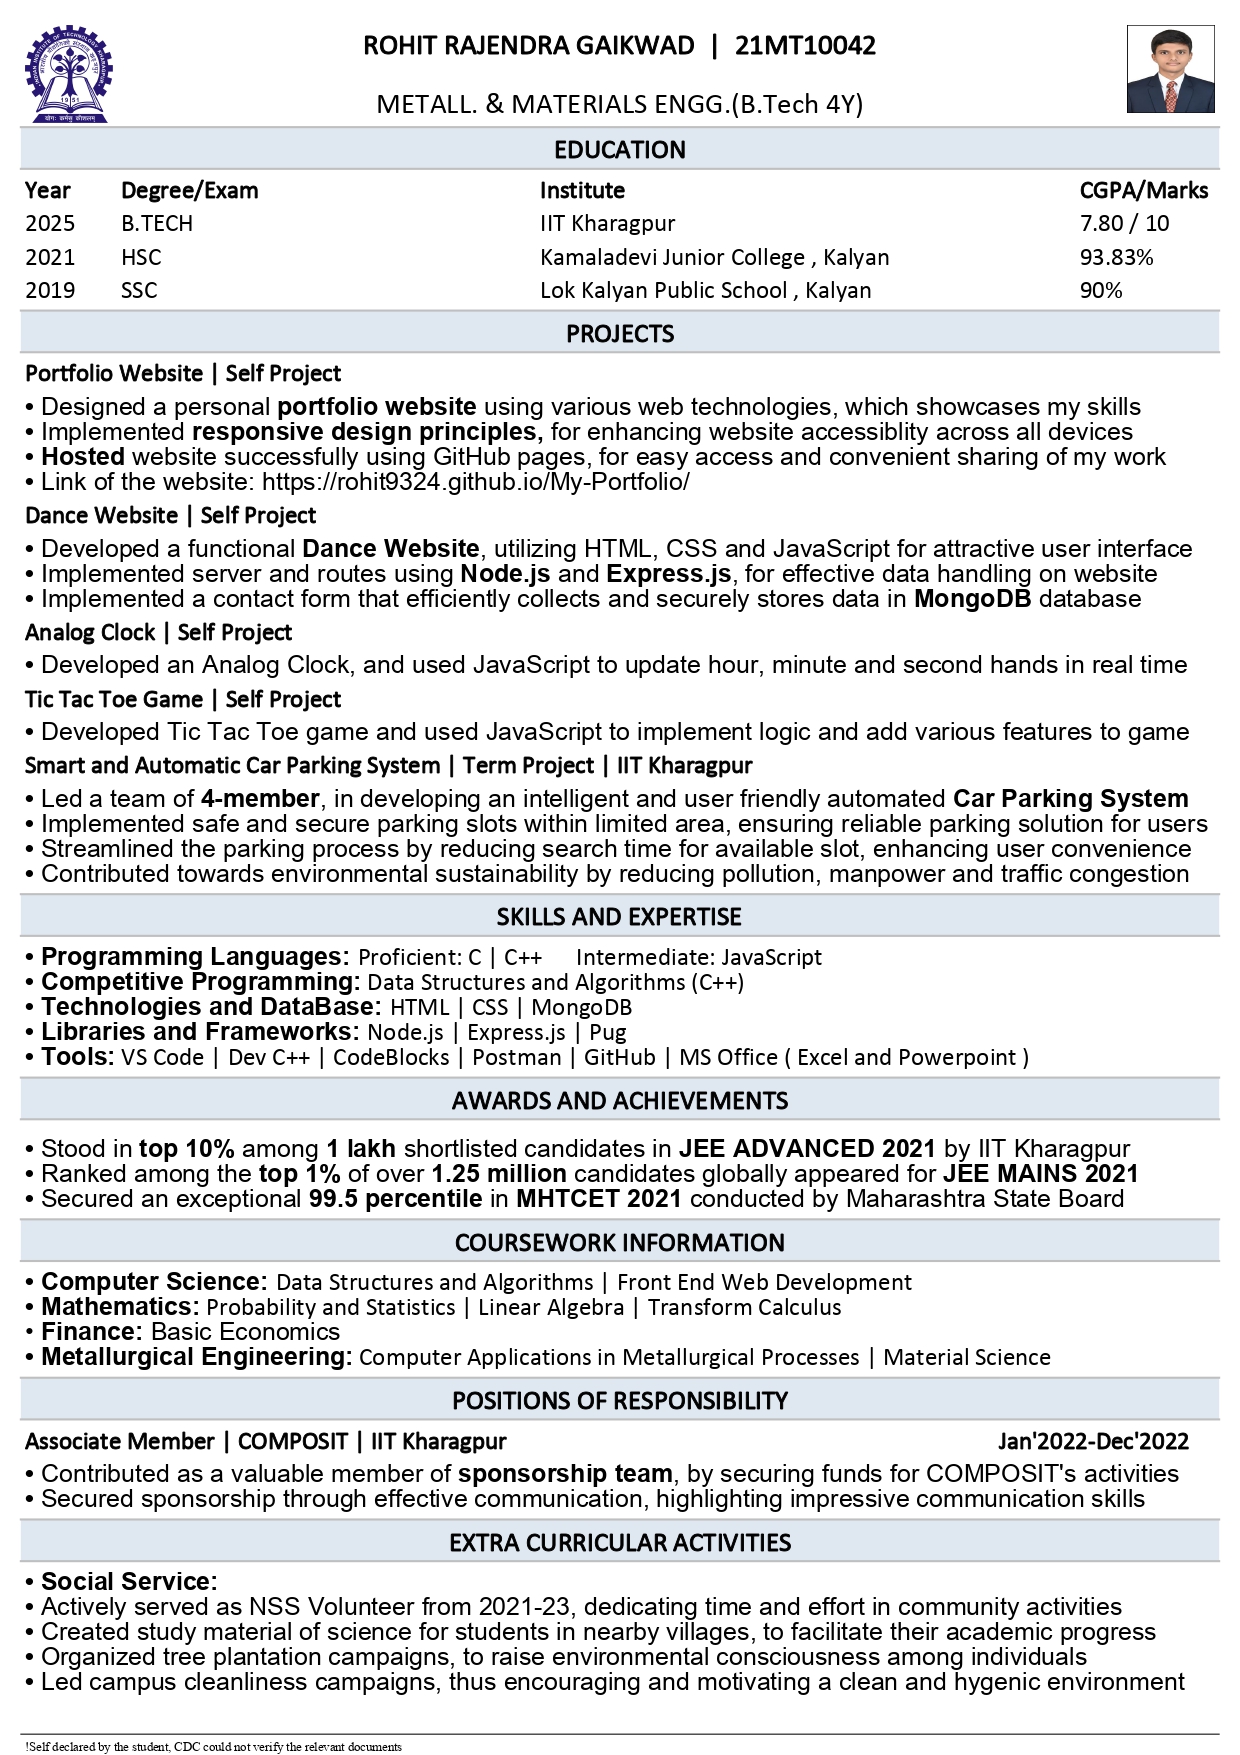 ROHIT RAJENDRA GAIKWAD | 21MT10042
METALL. & MATERIALS ENGG.(B.Tech 4Y)
1951
योगः कर्मसु कौशलम्
EDUCATION
Year Degree/Exam Institute CGPA/Marks
2025 B.TECH IIT Kharagpur 7.80 / 10
2021 HSC Kamaladevi Junior College , Kalyan 93.83%
2019 SSC Lok Kalyan Public School , Kalyan 90%
PROJECTS
Portfolio Website | Self Project
• Designed a personal portfolio website using various web technologies, which showcases my skills
• Implemented responsive design principles, for enhancing website accessiblity across all devices
• Hosted website successfully using GitHub pages, for easy access and convenient sharing of my work
• Link of the website: https://rohit9324.github.io/My-Portfolio/
Dance Website | Self Project
• Developed a functional Dance Website, utilizing HTML, CSS and JavaScript for attractive user interface
• Implemented server and routes using Node.js and Express.js, for effective data handling on website
• Implemented a contact form that efficiently collects and securely stores data in MongoDB database
Analog Clock | Self Project
• Developed an Analog Clock, and used JavaScript to update hour, minute and second hands in real time
Tic Tac Toe Game | Self Project
• Developed Tic Tac Toe game and used JavaScript to implement logic and add various features to game
Smart and Automatic Car Parking System | Term Project | IIT Kharagpur
• Led a team of 4-member, in developing an intelligent and user friendly automated Car Parking System
• Implemented safe and secure parking slots within limited area, ensuring reliable parking solution for users
• Streamlined the parking process by reducing search time for available slot, enhancing user convenience
• Contributed towards environmental sustainability by reducing pollution, manpower and traffic congestion
SKILLS AND EXPERTISE
• Programming Languages: Proficient: C | C++ Intermediate: JavaScript
• Competitive Programming: Data Structures and Algorithms (C++)
• Technologies and DataBase: HTML | CSS | MongoDB
• Libraries and Frameworks: Node.js | Express.js | Pug
• Tools: VS Code | Dev C++ | CodeBlocks | Postman | GitHub | MS Office ( Excel and Powerpoint )
AWARDS AND ACHIEVEMENTS
• Stood in top 10% among 1 lakh shortlisted candidates in JEE ADVANCED 2021 by IIT Kharagpur
• Ranked among the top 1% of over 1.25 million candidates globally appeared for JEE MAINS 2021
• Secured an exceptional 99.5 percentile in MHTCET 2021 conducted by Maharashtra State Board
COURSEWORK INFORMATION
• Computer Science: Data Structures and Algorithms | Front End Web Development
• Mathematics: Probability and Statistics | Linear Algebra | Transform Calculus
• Finance: Basic Economics
• Metallurgical Engineering: Computer Applications in Metallurgical Processes | Material Science
POSITIONS OF RESPONSIBILITY
Associate Member | COMPOSIT | IIT Kharagpur Jan'2022-Dec'2022
• Contributed as a valuable member of sponsorship team, by securing funds for COMPOSIT's activities
• Secured sponsorship through effective communication, highlighting impressive communication skills
EXTRA CURRICULAR ACTIVITIES
• Social Service:
• Actively served as NSS Volunteer from 2021-23, dedicating time and effort in community activities
• Created study material of science for students in nearby villages, to facilitate their academic progress
• Organized tree plantation campaigns, to raise environmental consciousness among individuals
• Led campus cleanliness campaigns, thus encouraging and motivating a clean and hygenic environment
!Self declared by the student, CDC could not verify the relevant documents